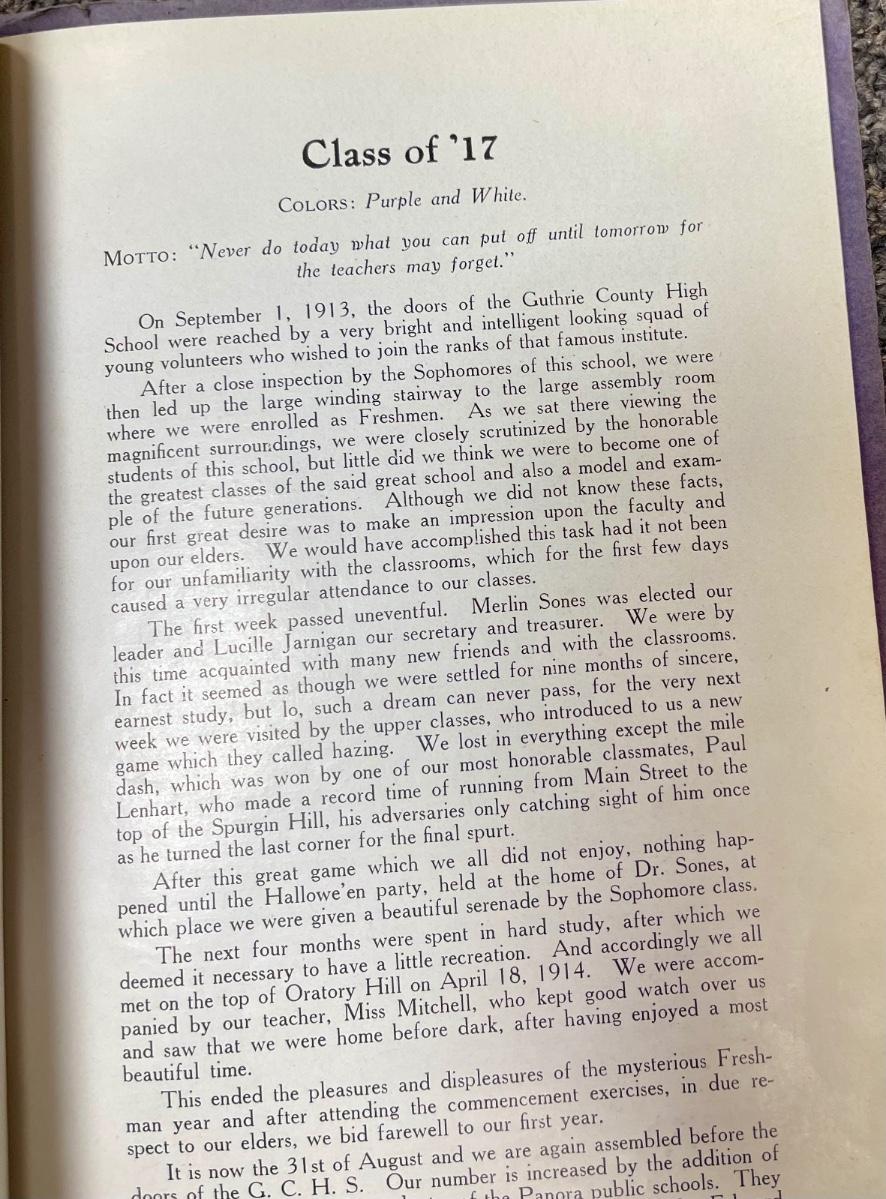 Class of '17
COLORS: Purple and White.
MOTTO: "Never do today what you can put off until tomorrow for
the teachers may forget."
On September 1, 1913, the doors of the Guthrie County High
School were reached by a very bright and intelligent looking squad of
young volunteers who wished to join the ranks of that famous institute.
After a close inspection by the Sophomores of this school, we were
then led up the large winding stairway to the large assembly room
where we were enrolled as Freshmen. As we sat there viewing the
magnificent surroundings, we were closely scrutinized by the honorable
students of this school, but little did we think we were to become one of
the greatest classes of the said great school and also a model and exam-
ple of the future generations. Although we did not know these facts,
our first great desire was to make an impression upon the faculty and
upon our elders. We would have accomplished this task had it not been
for our unfamiliarity with the classrooms, which for the first few days
caused a very irregular attendance to our classes.
The first week passed uneventful. Merlin Sones was elected our
leader and Lucille Jarnigan our secretary and treasurer. We were by
this time acquainted with many new friends and with the classrooms.
In fact it seemed as though we were settled for nine months of sincere,
earnest study, but lo, such a dream can never pass, for the very next
week we were visited by the upper classes, who introduced to us a new
game which they called hazing. We lost in everything except the mile
dash, which was won by one of our most honorable classmates, Paul
Lenhart, who made a record time of running from Main Street to the
top of the Spurgin Hill, his adversaries only catching sight of him once
as he turned the last corner for the final spurt.
After this great game which we all did not enjoy, nothing hap-
pened until the Hallowe'en party, held at the home of Dr. Sones, at
which place we were given a beautiful serenade by the Sophomore class.
The next four months were spent in hard study, after which we
deemed it necessary to have a little recreation. And accordingly we all
met on the top of Oratory Hill on April 18, 1914. We were accom-
panied by our teacher, Miss Mitchell, who kept good watch over us
and saw that we were home before dark, after having enjoyed a most
beautiful time.
This ended the pleasures and displeasures of the mysterious Fresh-
man year and after attending the commencement exercises, in due re-
spect to our elders, we bid farewell to our first year.
It is now the 31st of August and we are again assembled before the
doors of the G. C. H. S. Our number is increased by the addition of
of the Panora public schools. They